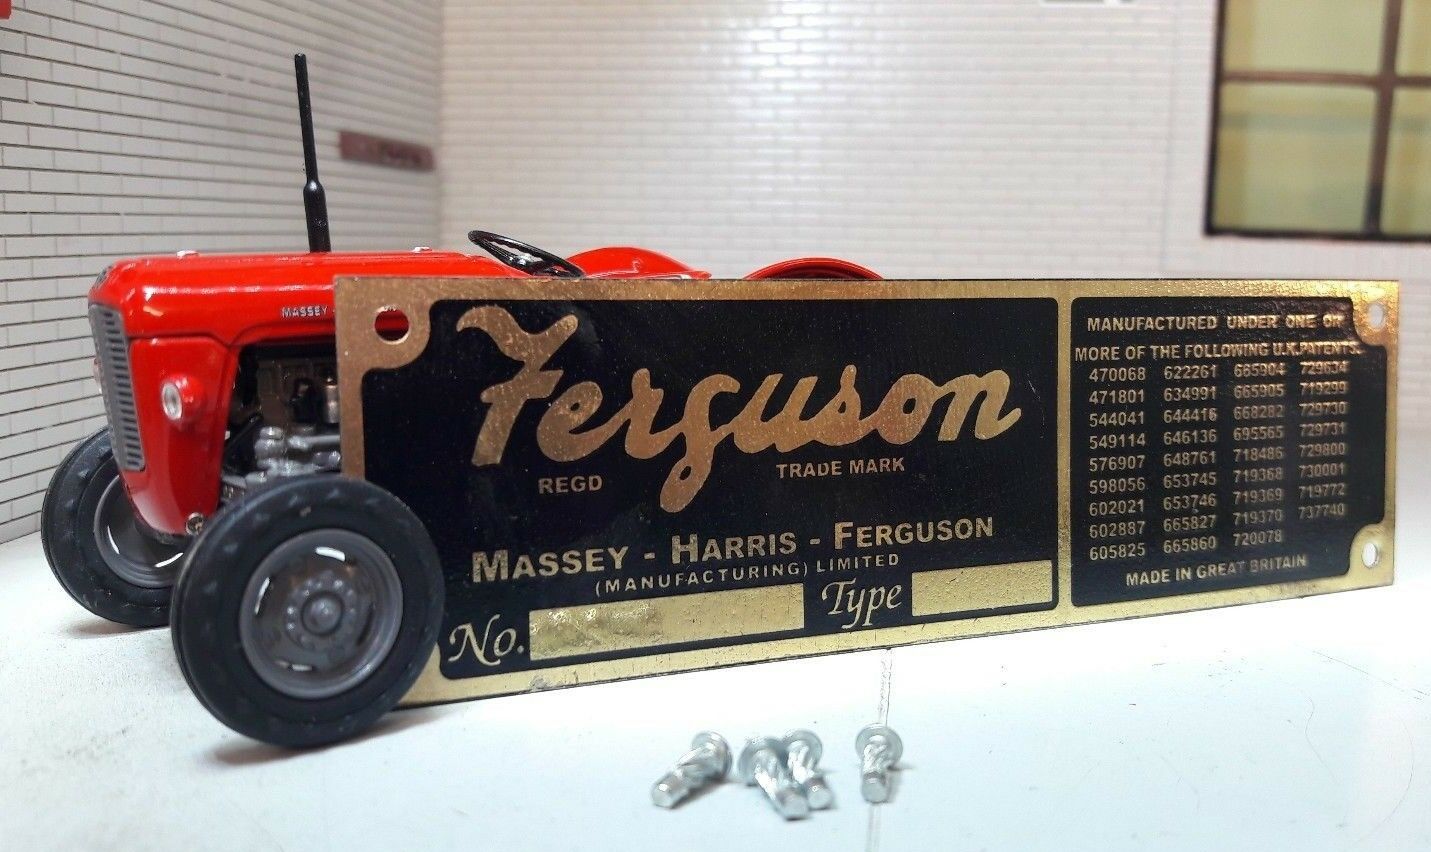 MASSEY -
Ferguson
REGD
TRADE MARK
MASSEY - HARRIS - FERGUSON
(MANUFACTURING) LIMITED
No.
Type
MANUFACTURED UNDER ONE OR
MORE OF THE FOLLOWING U.K.PATENTS.
470068 622261 685904 729634
471801 634991 665905 713299
544041 644416 668282 729730
549114 646136 695565 729731
576907 648761 718486 729800
598056 653745 719368 730001
602021 653746 719369 719772
602887 665827 719370 737740
605825 665860 720078
MADE IN GREAT BRITAIN